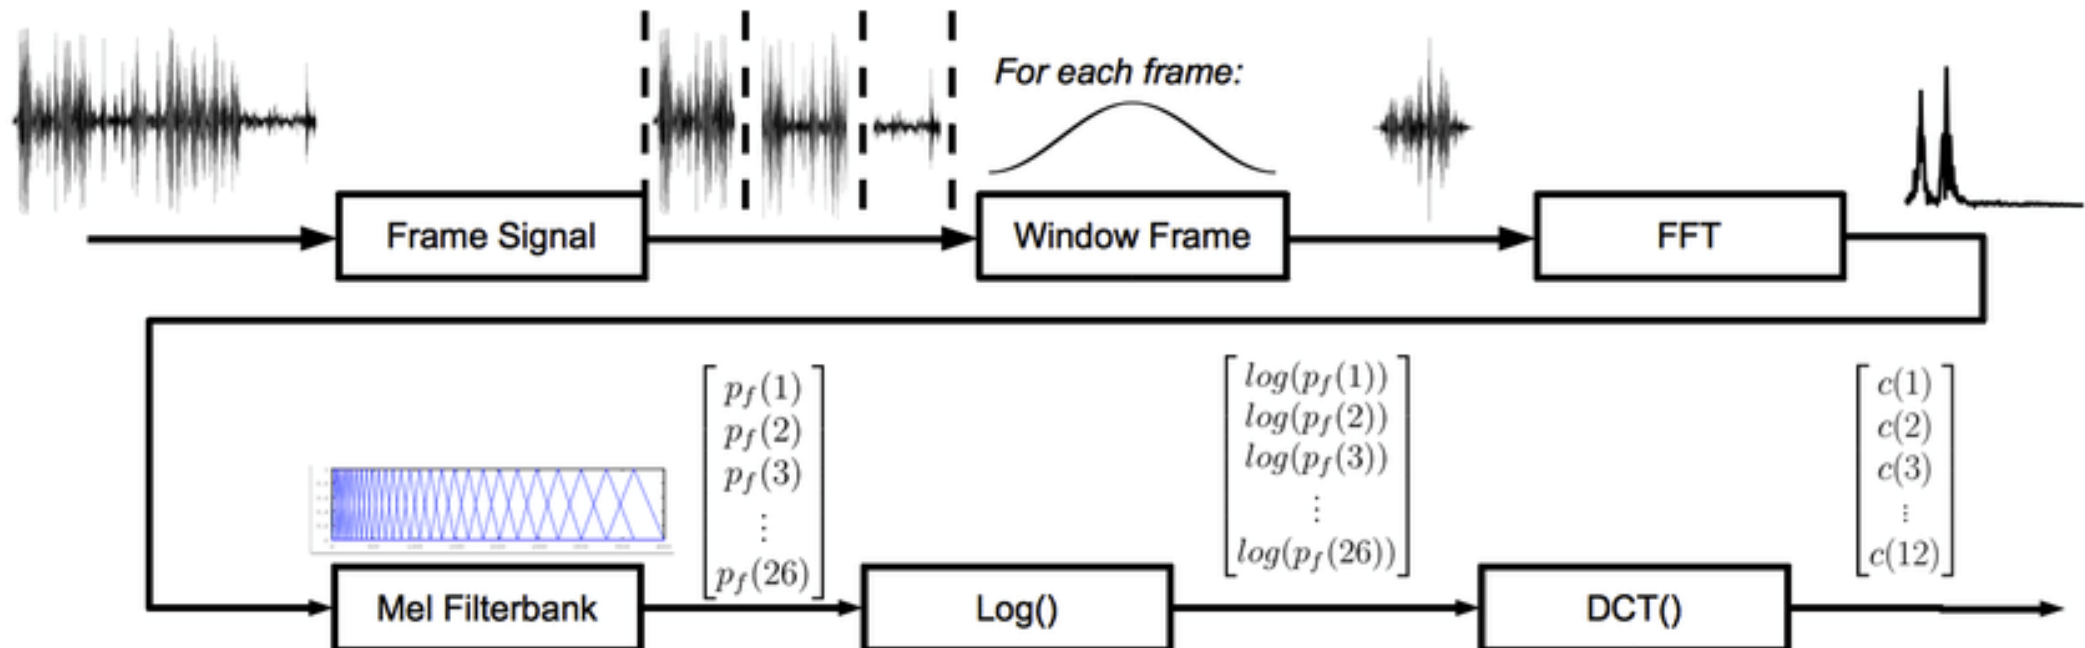 For each frame:
Frame Signal
Window Frame
FFT
p_f(1)
p_f(2)
p_f(3)
⋮
p_f(26)
log(p_f(1))
log(p_f(2))
log(p_f(3))
⋮
log(p_f(26))
c(1)
c(2)
c(3)
⋮
c(12)
Mel Filterbank
Log()
DCT()